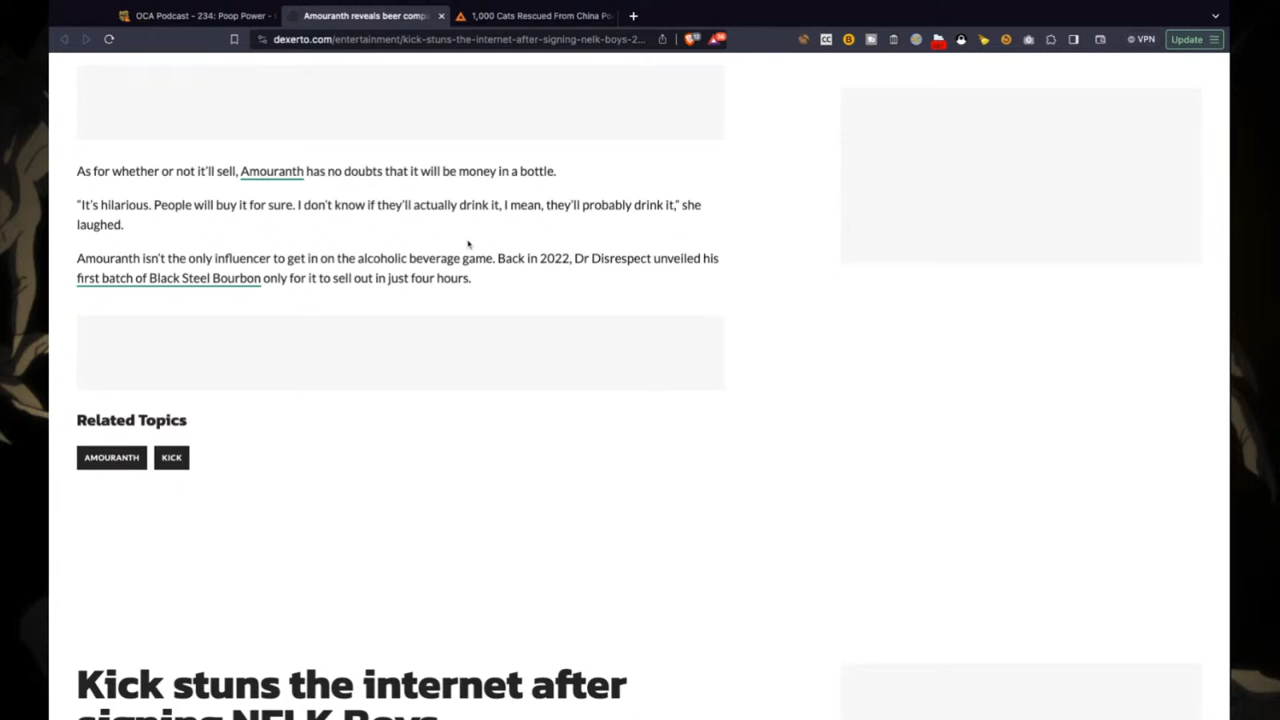 OCA Podcast - 234: Poop Power -
Amouranth reveals beer comp
1,000 Cats Rescued From China Po
dexerto.com/entertainment/kick-stuns-the-internet-after-signing-nelk-boys-2...
VPN
Update
As for whether or not it'll sell, Amouranth has no doubts that it will be money in a bottle.
“It's hilarious. People will buy it for sure. I don't know if they'll actually drink it, I mean, they'll probably drink it,” she
laughed.
Amouranth isn't the only influencer to get in on the alcoholic beverage game. Back in 2022, Dr Disrespect unveiled his
first batch of Black Steel Bourbon only for it to sell out in just four hours.
Related Topics
AMOURANTH
KICK
Kick stuns the internet after
signing NELK Boys